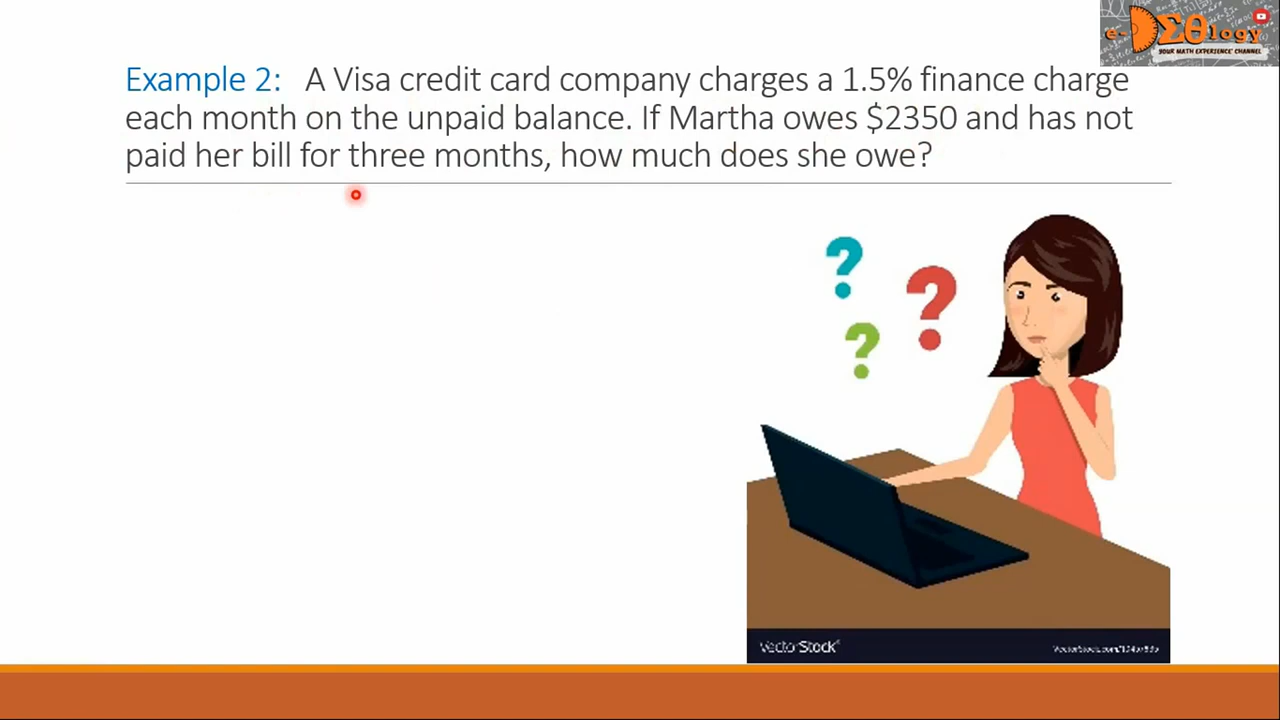 e-DΣΘlogy
YOUR MATH EXPERIENCE CHANNEL
Example 2: A Visa credit card company charges a 1.5% finance charge
each month on the unpaid balance. If Martha owes $2350 and has not
paid her bill for three months, how much does she owe?
? ?
?
VectorStock®